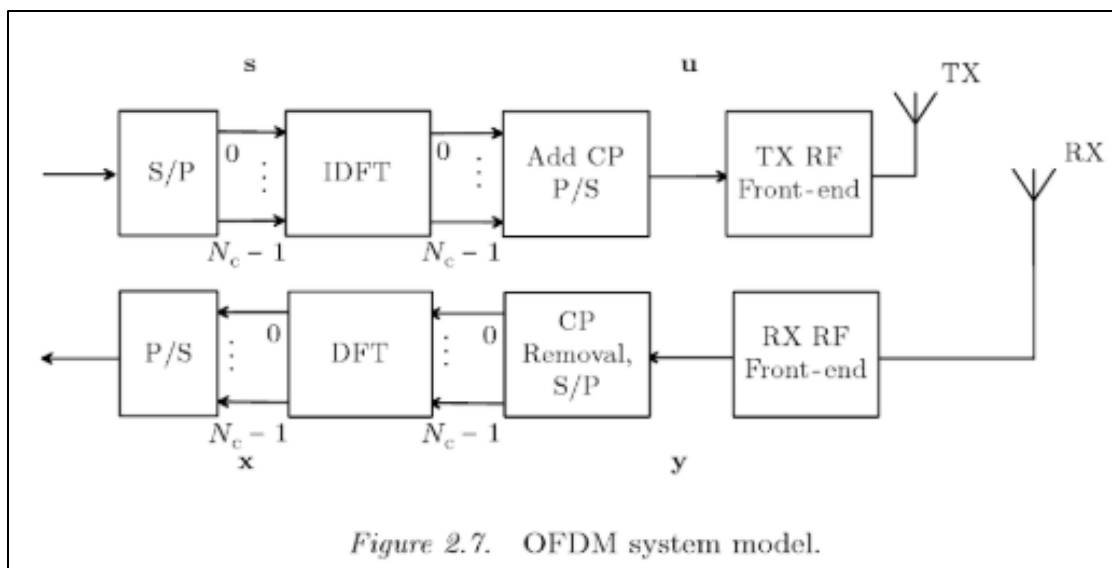 s
u
TX
RX
S/P
0
⋮
N_c − 1
IDFT
0
⋮
N_c − 1
Add CP
P/S
TX RF
Front-end
P/S
0
⋮
N_c − 1
DFT
0
⋮
N_c − 1
CP
Removal,
S/P
RX RF
Front-end
x
y
Figure 2.7. OFDM system model.